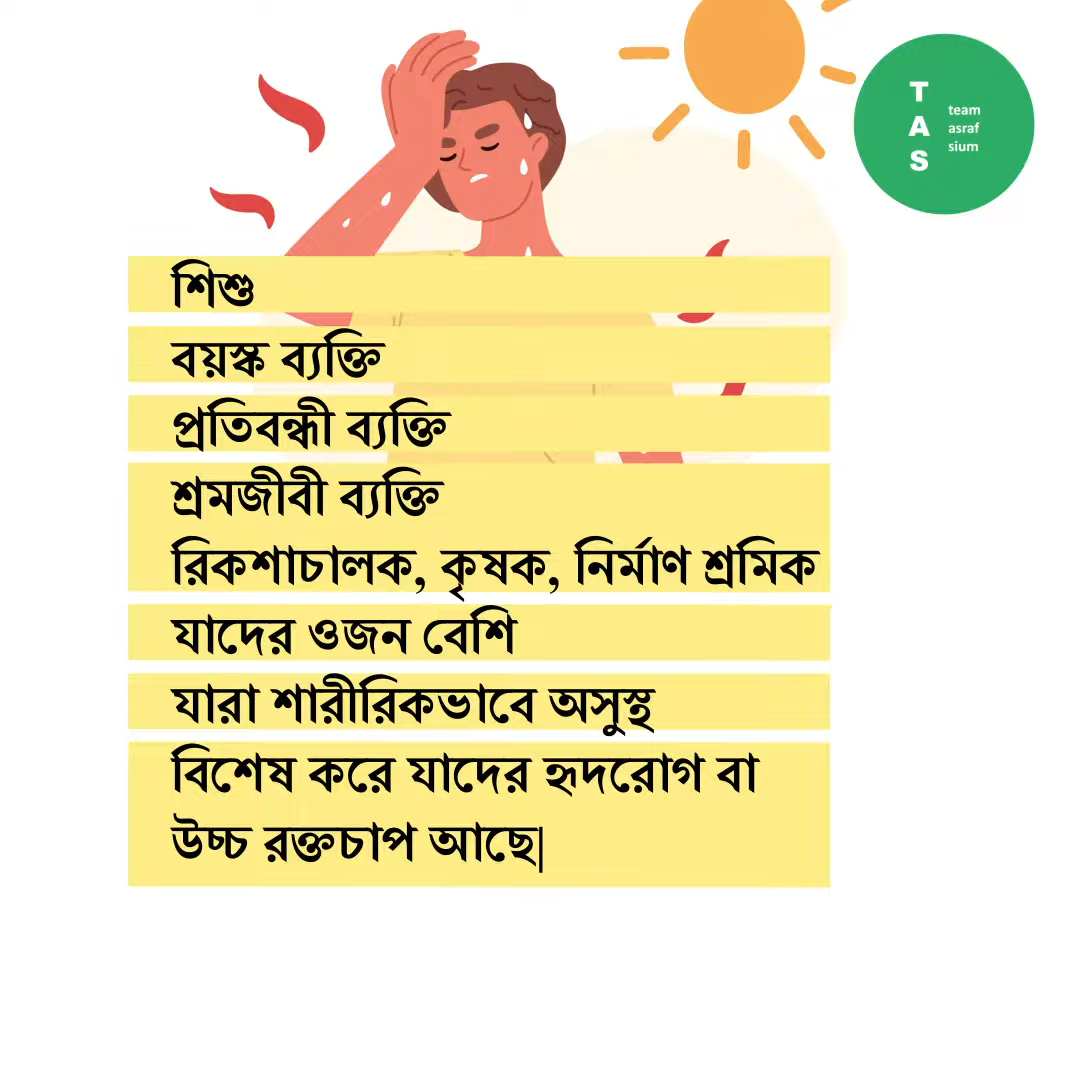 T
A
S
team
asraf
sium
শিশু
বয়স্ক ব্যক্তি
প্রতিবন্ধী ব্যক্তি
শ্রমজীবী ব্যক্তি
রিকশাচালক, কৃষক, নির্মাণ শ্রমিক
যাদের ওজন বেশি
যারা শারীরিকভাবে অসুস্থ
বিশেষ করে যাদের হৃদরোগ বা
উচ্চ রক্তচাপ আছে|